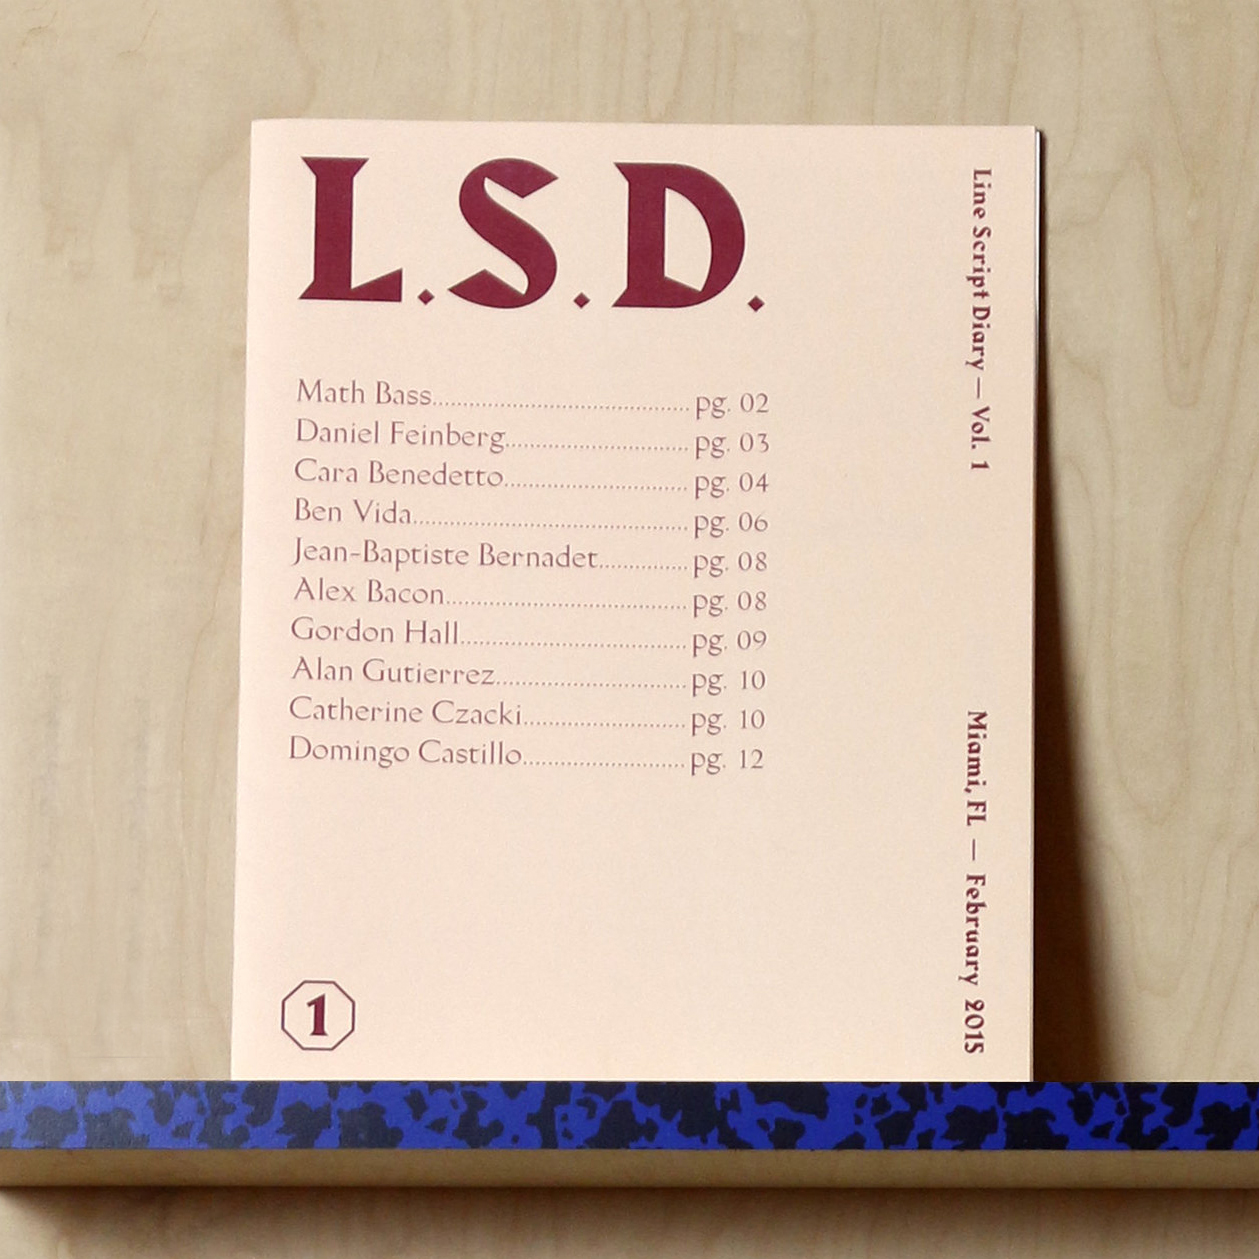 L.S.D.
Math Bass.......................................... pg. 02
Daniel Feinberg.............................. pg. 03
Cara Benedetto.............................. pg. 04
Ben Vida............................................. pg. 06
Jean-Baptiste Bernadet............... pg. 08
Alex Bacon........................................ pg. 08
Gordon Hall..................................... pg. 09
Alan Gutierrez............................... pg. 10
Catherine Czacki........................... pg. 10
Domingo Castillo........................... pg. 12
1
Line Script Diary — Vol. 1
Miami, FL — February 2015